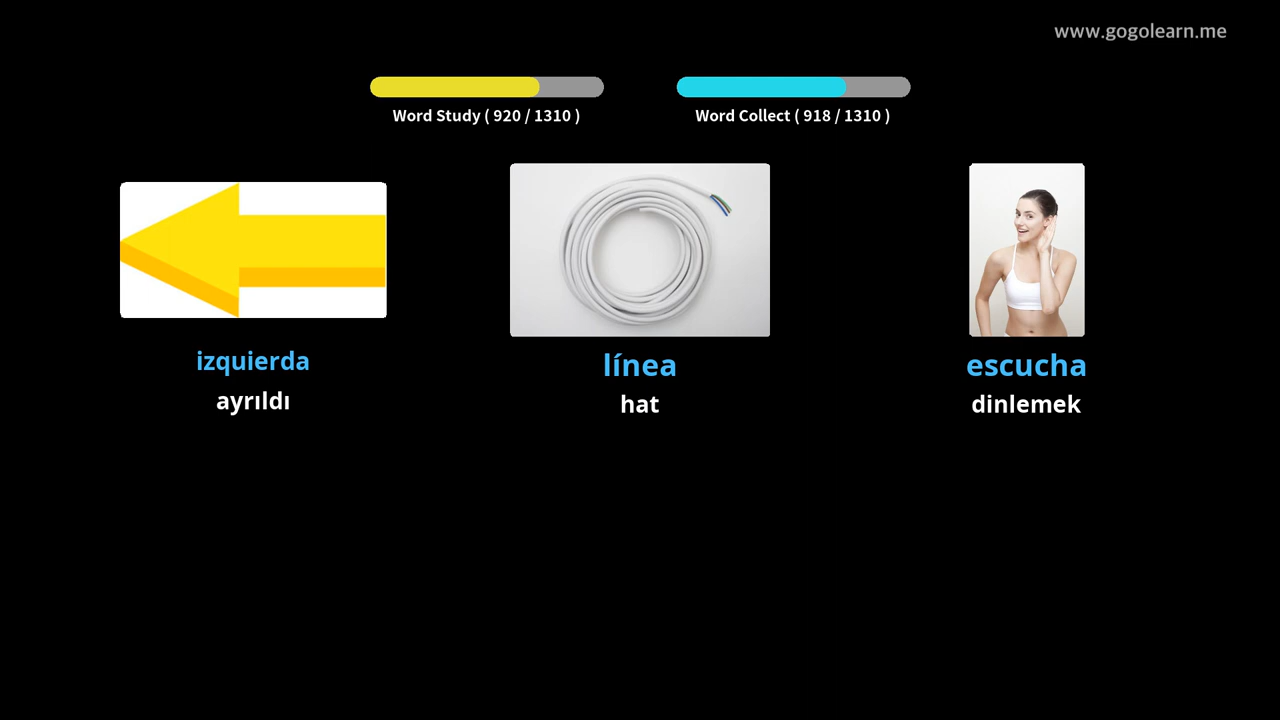 www.gogolearn.me
Word Study ( 920 / 1310 )
Word Collect ( 918 / 1310 )
izquierda
ayrıldı
línea
hat
escucha
dinlemek